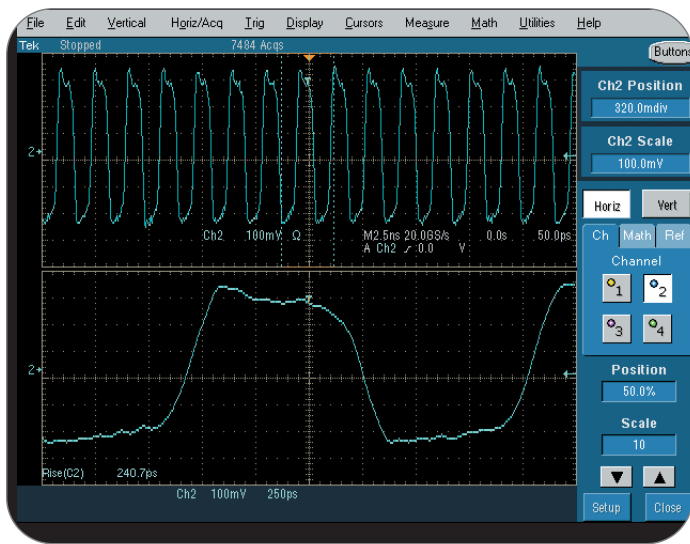 File Edit Vertical Horiz/Acq Trig Display Cursors Measure Math Utilities Help
Tek Stopped 7484 Acqs
Buttons
Ch2 Position
320.0mdiv
Ch2 Scale
100.0mV
2
Ch2 100mV Ω M2.5ns 20.0GS/s 0.0s 50.0ps
A Ch2 / :0.0 V
Horiz Vert
Ch Math Ref
Channel
1 2
3 4
2
Position
50.0%
Scale
10
Rise(C2) 240.7ps
Ch2 100mV 250ps
Setup Close